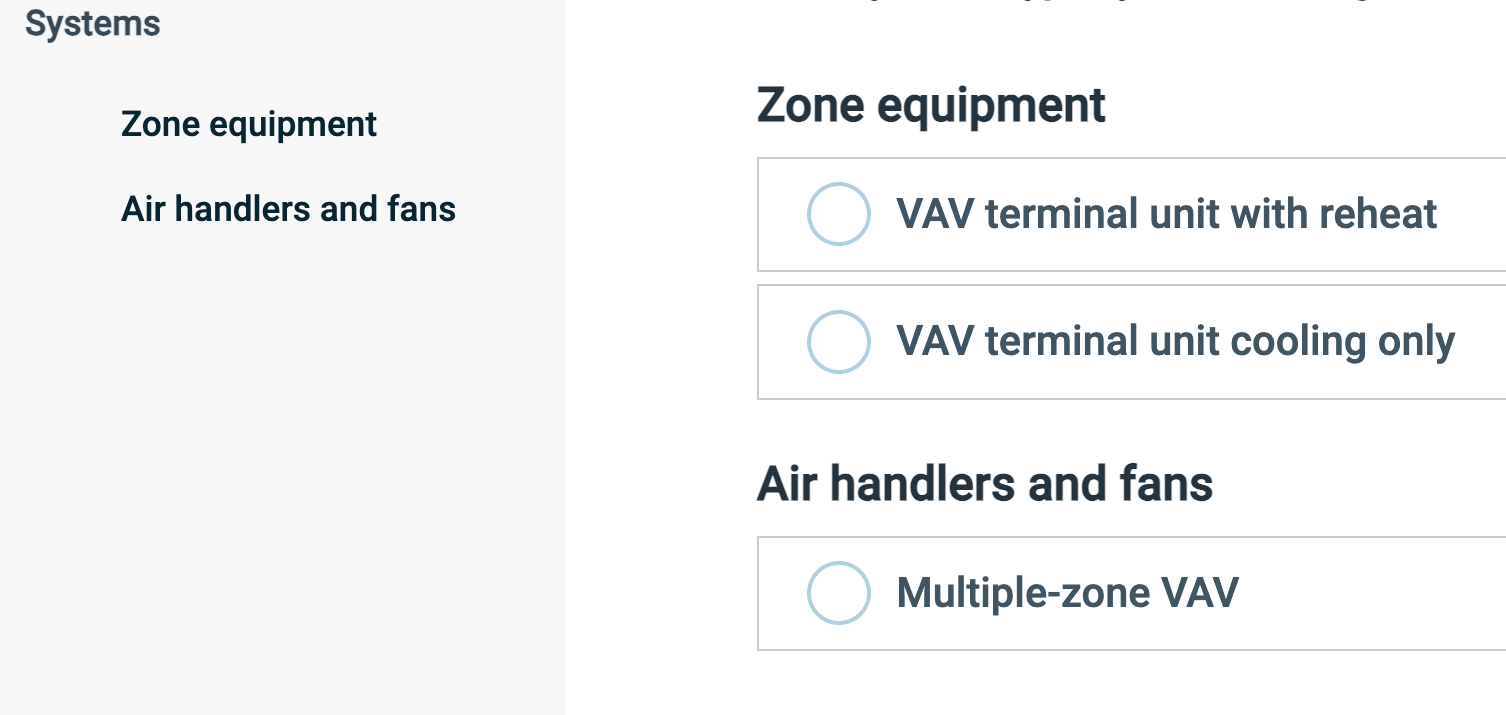 Systems
Zone equipment
Air handlers and fans
Zone equipment
VAV terminal unit with reheat
VAV terminal unit cooling only
Air handlers and fans
Multiple-zone VAV